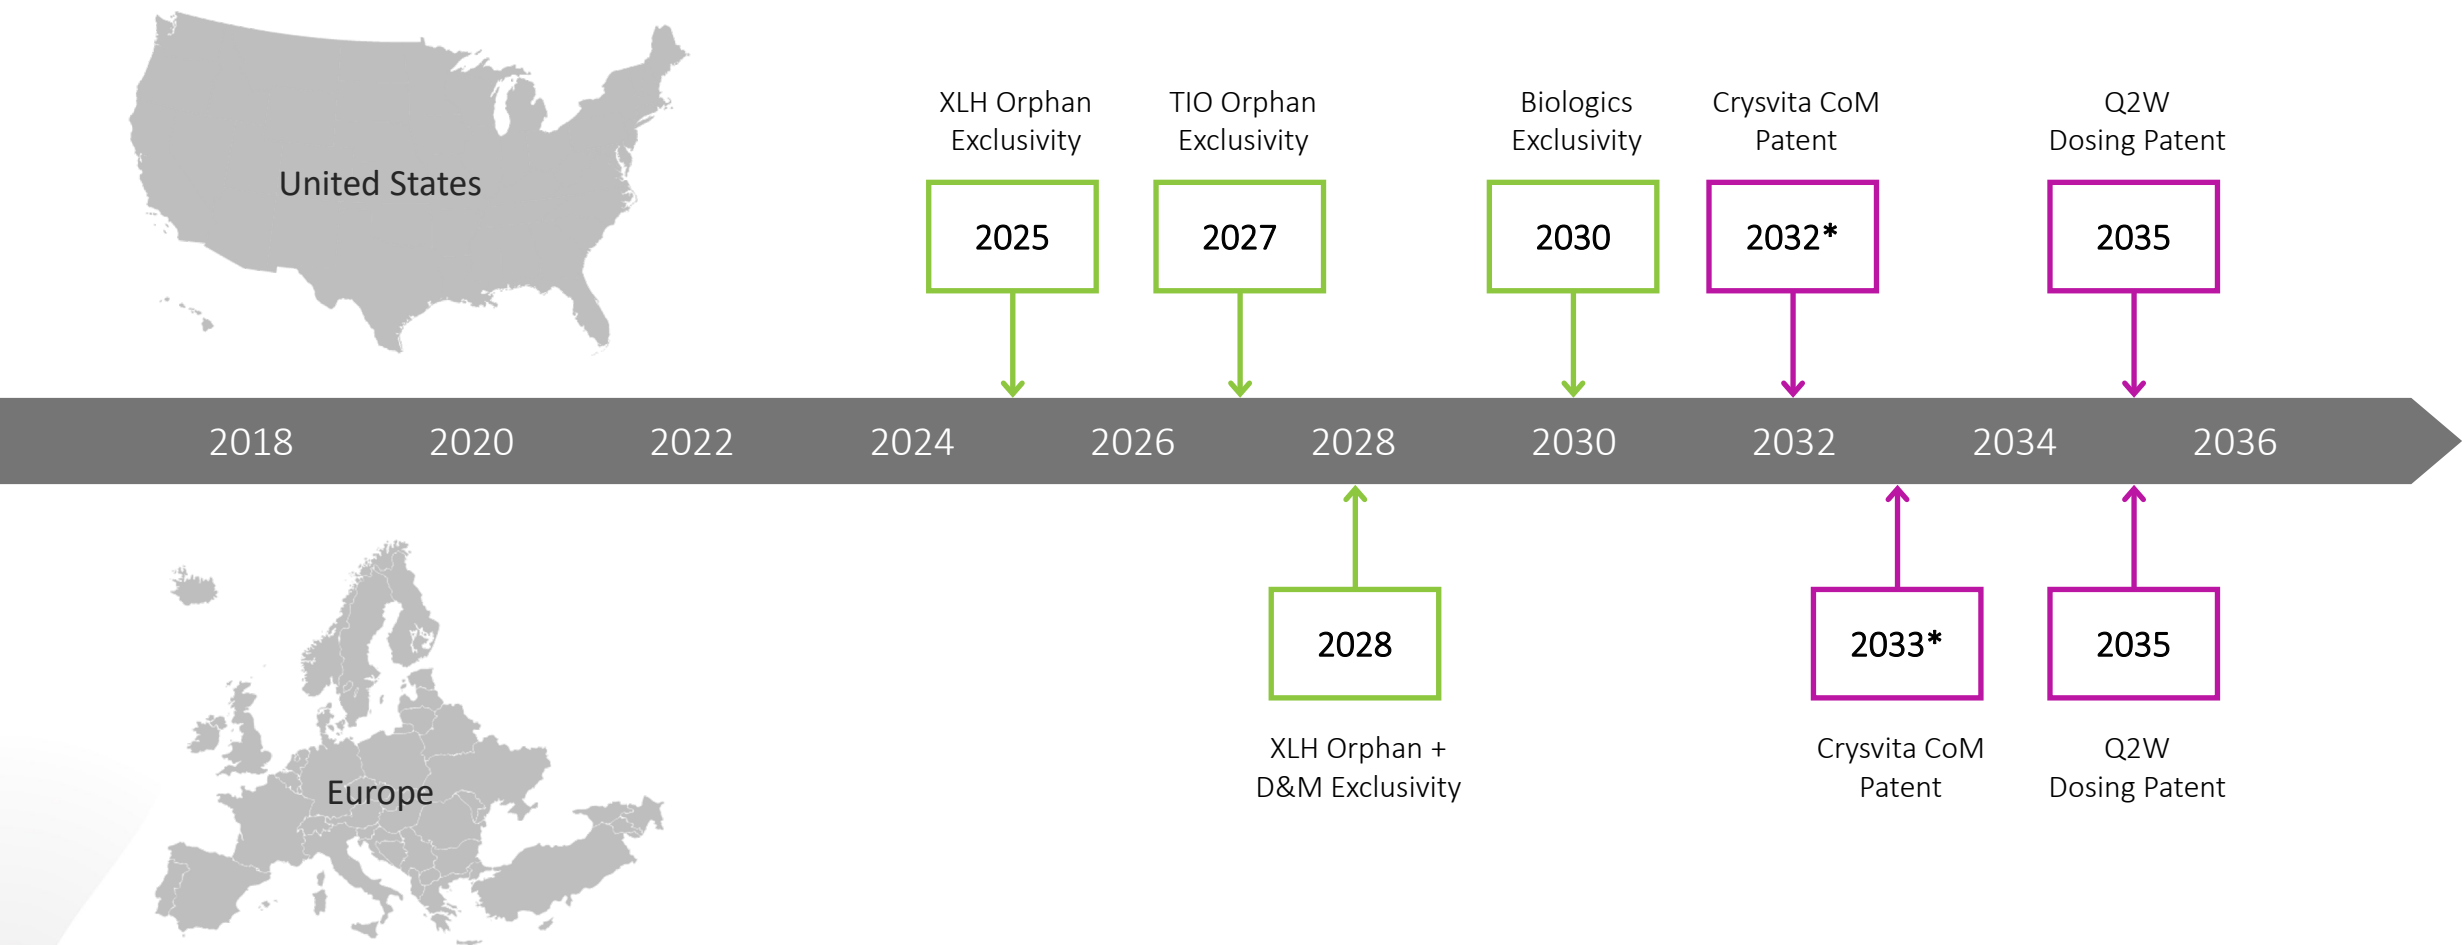 United States
XLH Orphan
Exclusivity
2025
TIO Orphan
Exclusivity
2027
Biologics
Exclusivity
2030
Crysvita CoM
Patent
2032*
Q2W
Dosing Patent
2035
2018 2020 2022 2024 2026 2028 2030 2032 2034 2036
Europe
2028
XLH Orphan +
D&M Exclusivity
2033*
Crysvita CoM
Patent
2035
Q2W
Dosing Patent